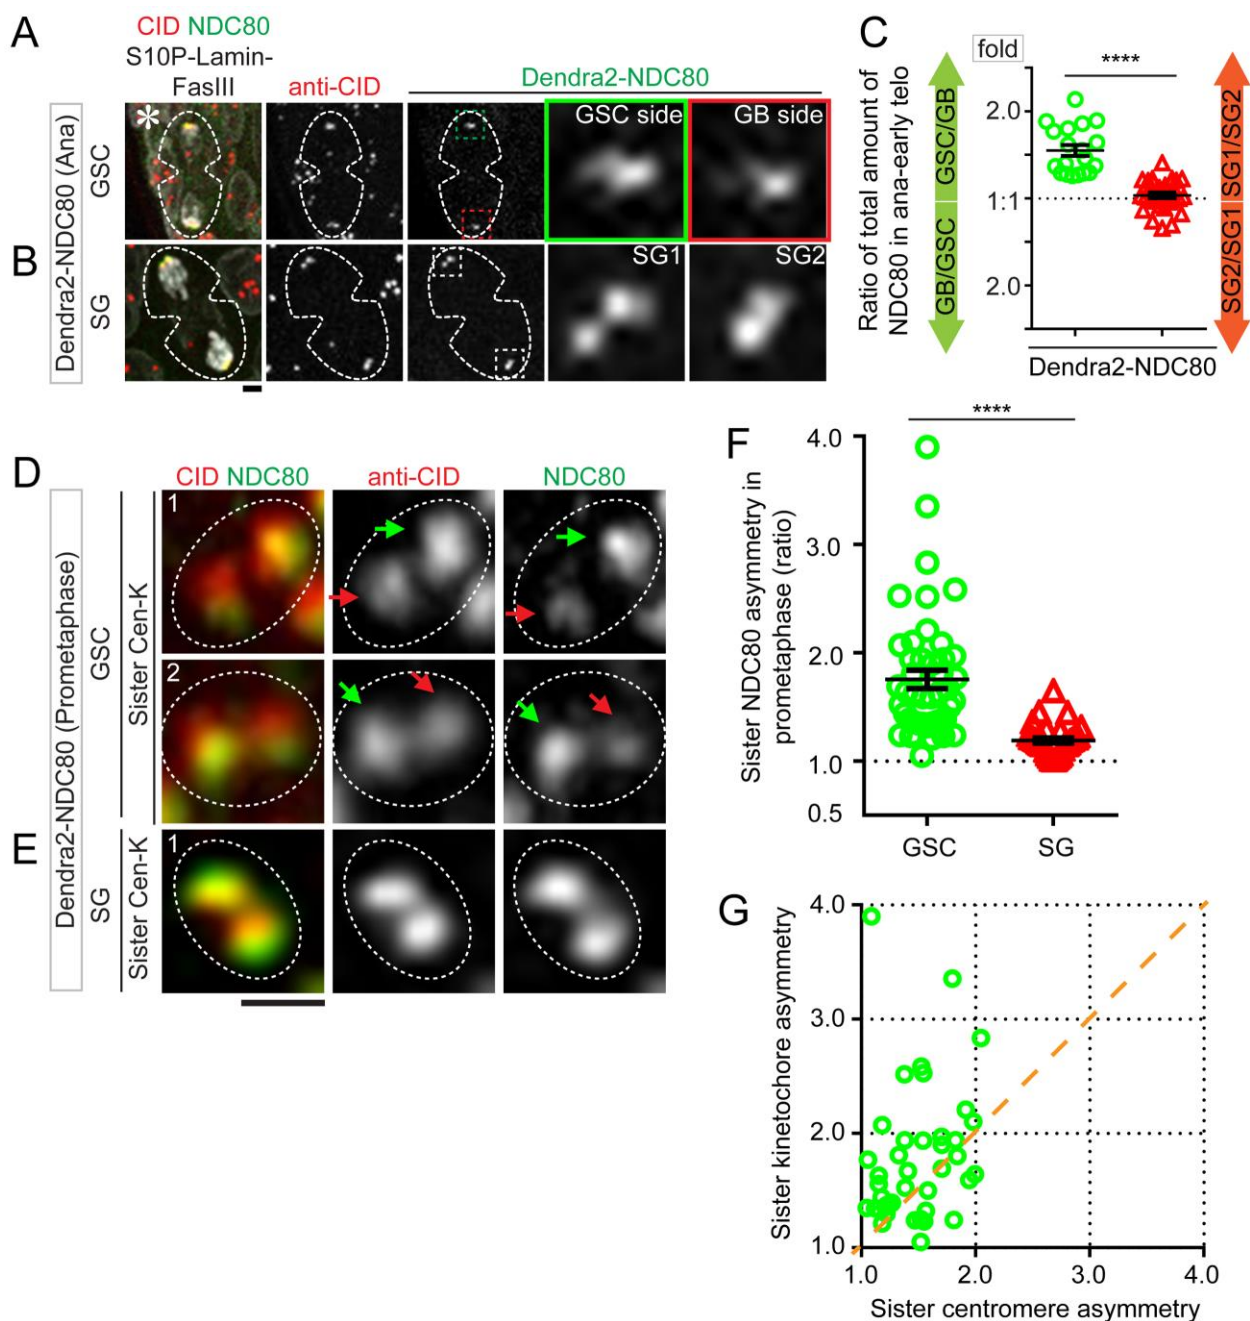 A
CID NDC80
S10P-Lamin-
FasIII
anti-CID
Dendra2-NDC80
Dendra2-NDC80 (Ana)
GSC
*
GSC side
GB side
B
SG
SG1
SG2
C
fold
****
Ratio of total amount of
NDC80 in ana-early telo
GB/GSC
GSC/GB
2.0
1:1
2.0
SG2/SG1
SG1/SG2
Dendra2-NDC80
D
CID NDC80
anti-CID
NDC80
Dendra2-NDC80 (Prometaphase)
GSC
Sister Cen-K
1
2
E
SG
Sister Cen-K
1
F
****
Sister NDC80 asymmetry in
prometaphase (ratio)
4.0
3.0
2.0
1.0
0.5
GSC
SG
G
Sister kinetochore asymmetry
4.0
3.0
2.0
1.0
1.0
2.0
3.0
4.0
Sister centromere asymmetry